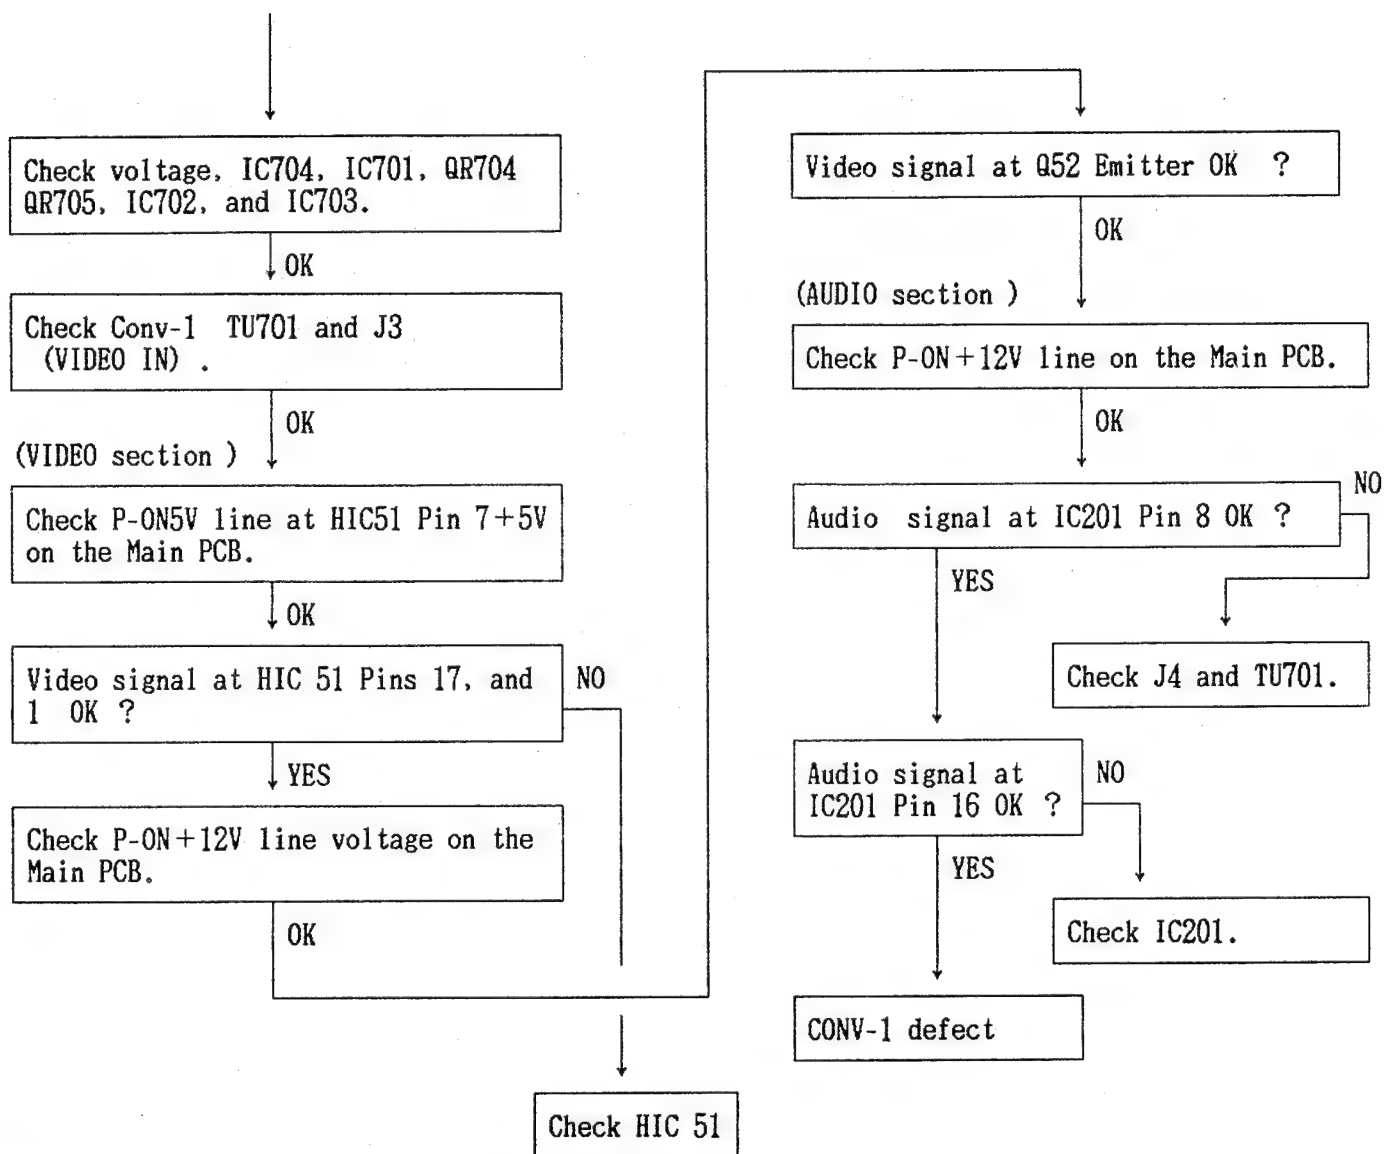 Check voltage, IC704, IC701, QR704
QR705, IC702, and IC703.
OK
Check Conv-1 TU701 and J3
(VIDEO IN) .
OK
(VIDEO section )
Check P-ON5V line at HIC51 Pin 7+5V
on the Main PCB.
OK
Video signal at HIC 51 Pins 17, and
1 OK ?
NO
YES
Check P-ON+12V line voltage on the
Main PCB.
OK
Check HIC 51
Video signal at Q52 Emitter OK ?
OK
(AUDIO section )
Check P-ON+12V line on the Main PCB.
OK
Audio signal at IC201 Pin 8 OK ?
NO
YES
Check J4 and TU701.
Audio signal at
IC201 Pin 16 OK ?
NO
YES
Check IC201.
CONV-1 defect